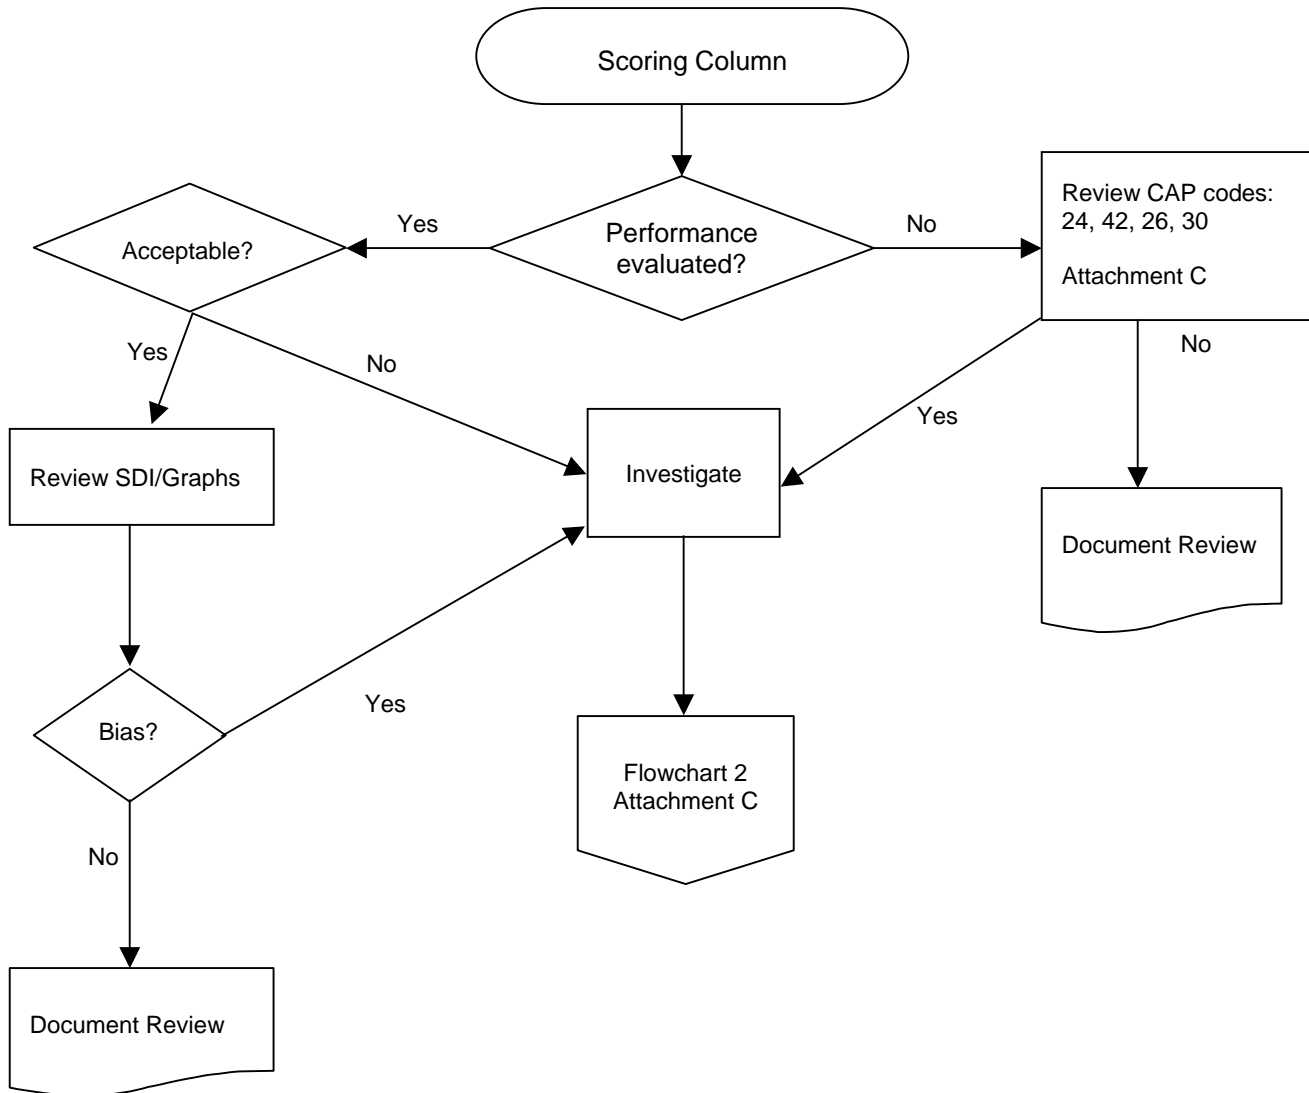 Scoring Column
Performance
evaluated?
Yes
No
Acceptable?
Review CAP codes:
24, 42, 26, 30
Attachment C
Yes
No
Yes
No
Review SDI/Graphs
Investigate
Document Review
Bias?
Yes
Flowchart 2
Attachment C
No
Document Review